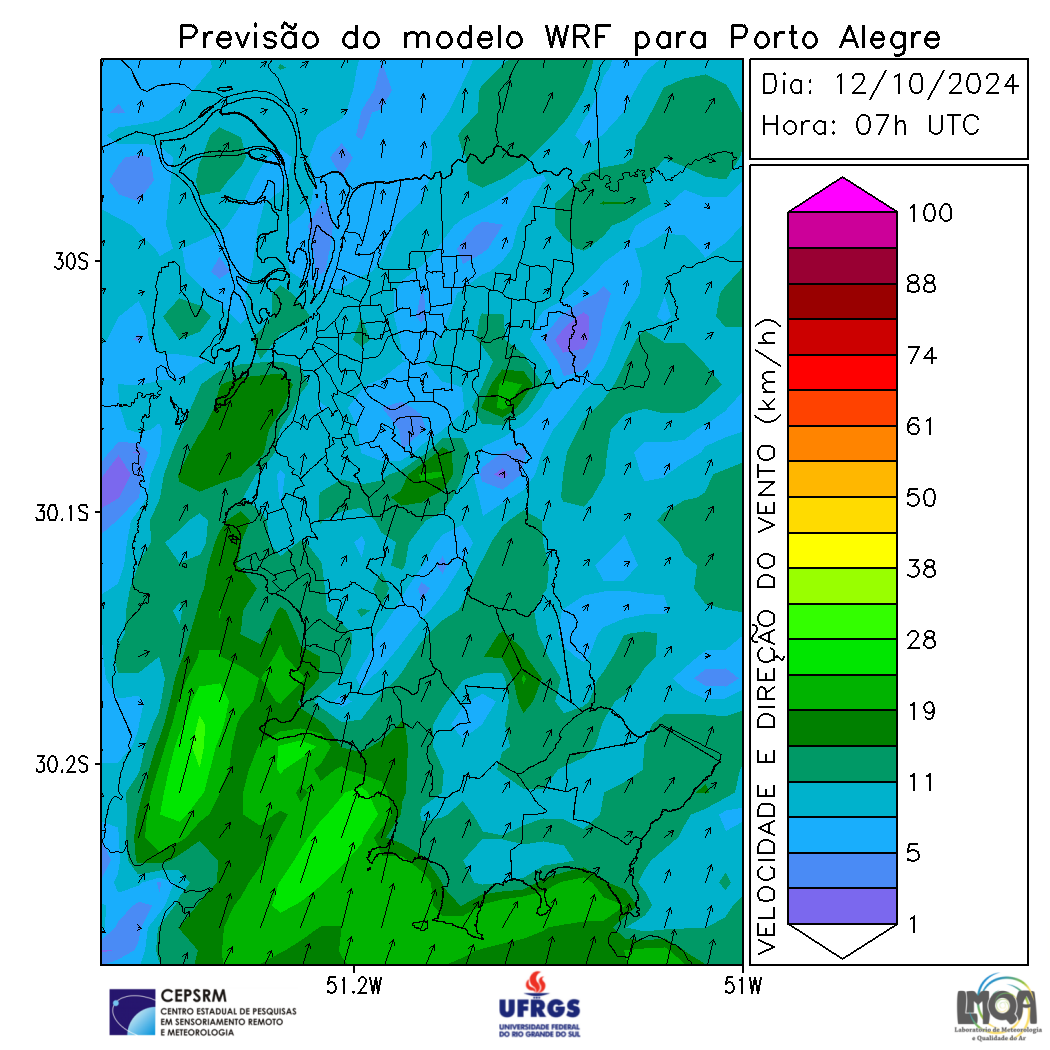 Previsão do modelo WRF para Porto Alegre
Dia: 12/10/2024
Hora: 07h UTC
30S
30.1S
30.2S
51.2W
51W
VELOCIDADE E DIREÇÃO DO VENTO (km/h)
100
88
74
61
50
38
28
19
11
5
1
CEPSRM
CENTRO ESTADUAL DE PESQUISAS
EM SENSORIAMENTO REMOTO
E METEOROLOGIA
UFRGS
UNIVERSIDADE FEDERAL
DO RIO GRANDE DO SUL
LMQA
Laboratório de Meteorologia
e Qualidade do Ar